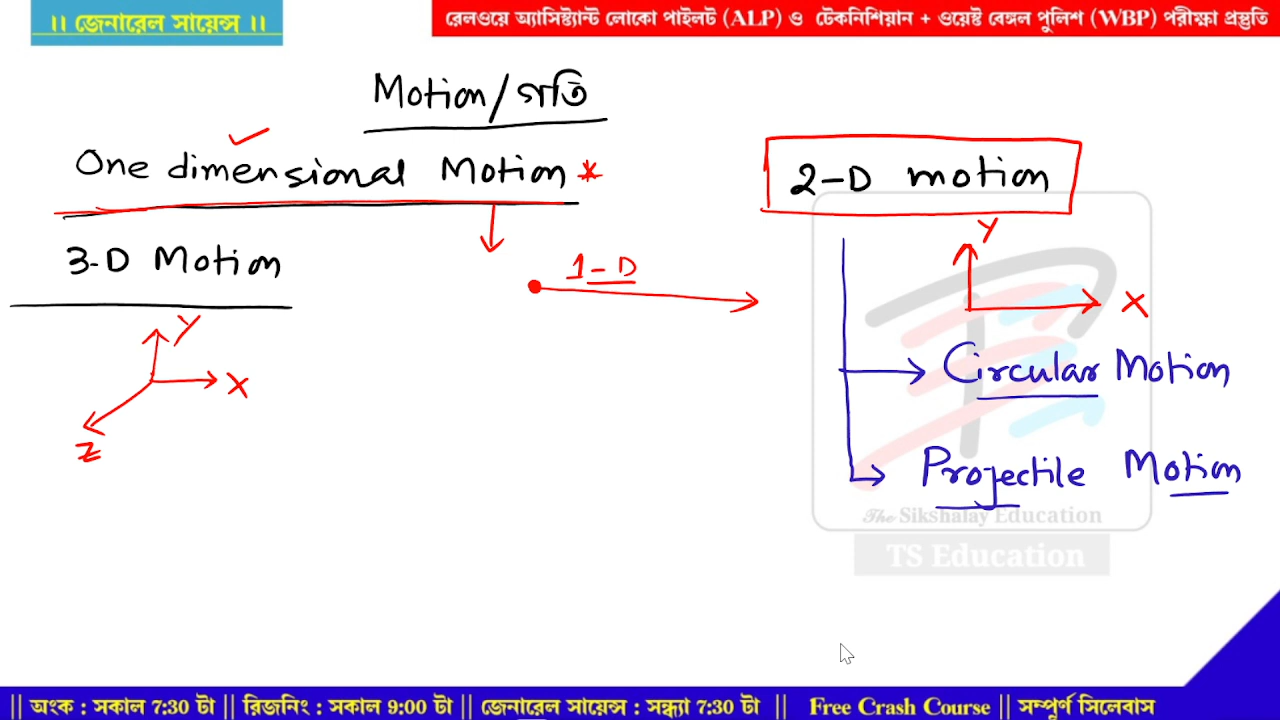 ।। জেনারেল সায়েন্স ।।
রেলওয়ে অ্যাসিস্ট্যান্ট লোকো পাইলট (ALP) ও টেকনিশিয়ান + ওয়েস্ট বেঙ্গল পুলিশ (WBP) পরীক্ষা প্রস্তুতি
Motion/গতি
One dimensional Motion *
2-D motion
3-D Motion
1-D
Y
X
Y
X
Z
Circular Motion
Projectile Motion
The Sikshalay Education
TS Education
|| অংক : সকাল 7:30 টা || রিজনিং : সকাল 9:00 টা || জেনারেল সায়েন্স : সন্ধ্যা 7:30 টা || Free Crash Course || সম্পূর্ণ সিলেবাস